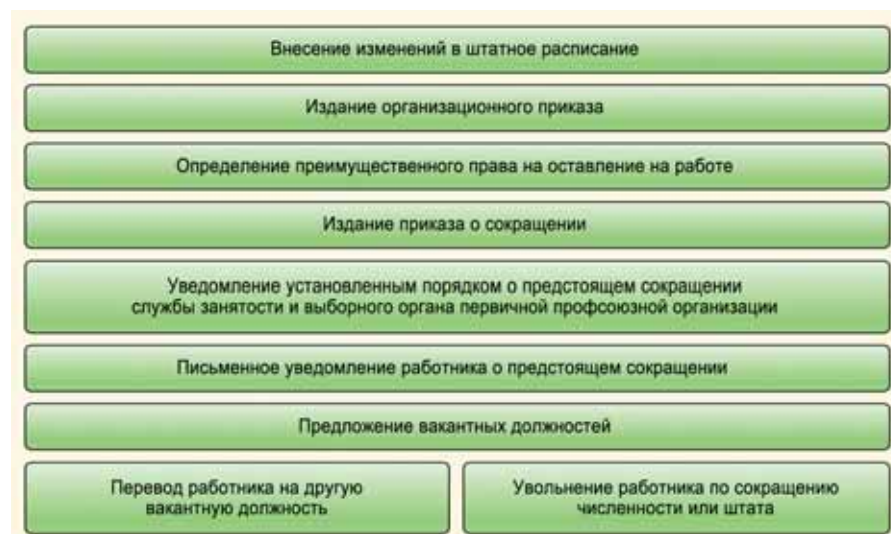 Внесение изменений в штатное расписание
Издание организационного приказа
Определение преимущественного права на оставление на работе
Издание приказа о сокращении
Уведомление установленным порядком о предстоящем сокращении
службы занятости и выборного органа первичной профсоюзной организации
Письменное уведомление работника о предстоящем сокращении
Предложение вакантных должностей
Перевод работника на другую
вакантную должность
Увольнение работника по сокращению
численности или штата